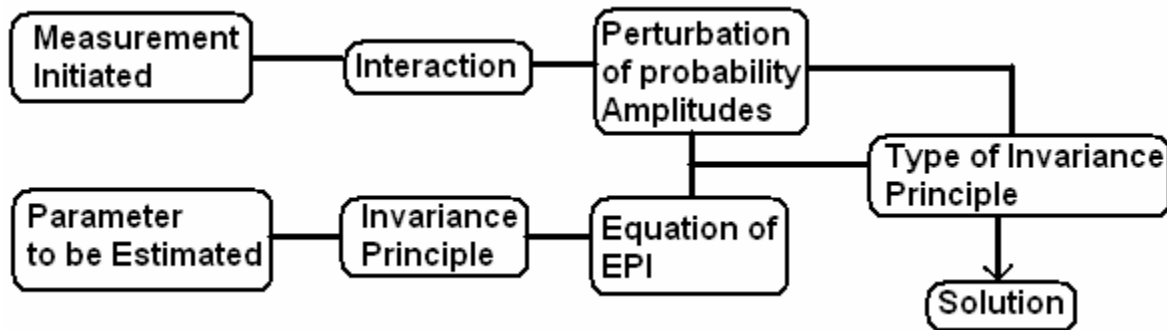 Measurement
Initiated
Interaction
Perturbation
of probability
Amplitudes
Type of Invariance
Principle
Parameter
to be Estimated
Invariance
Principle
Equation of
EPI
Solution